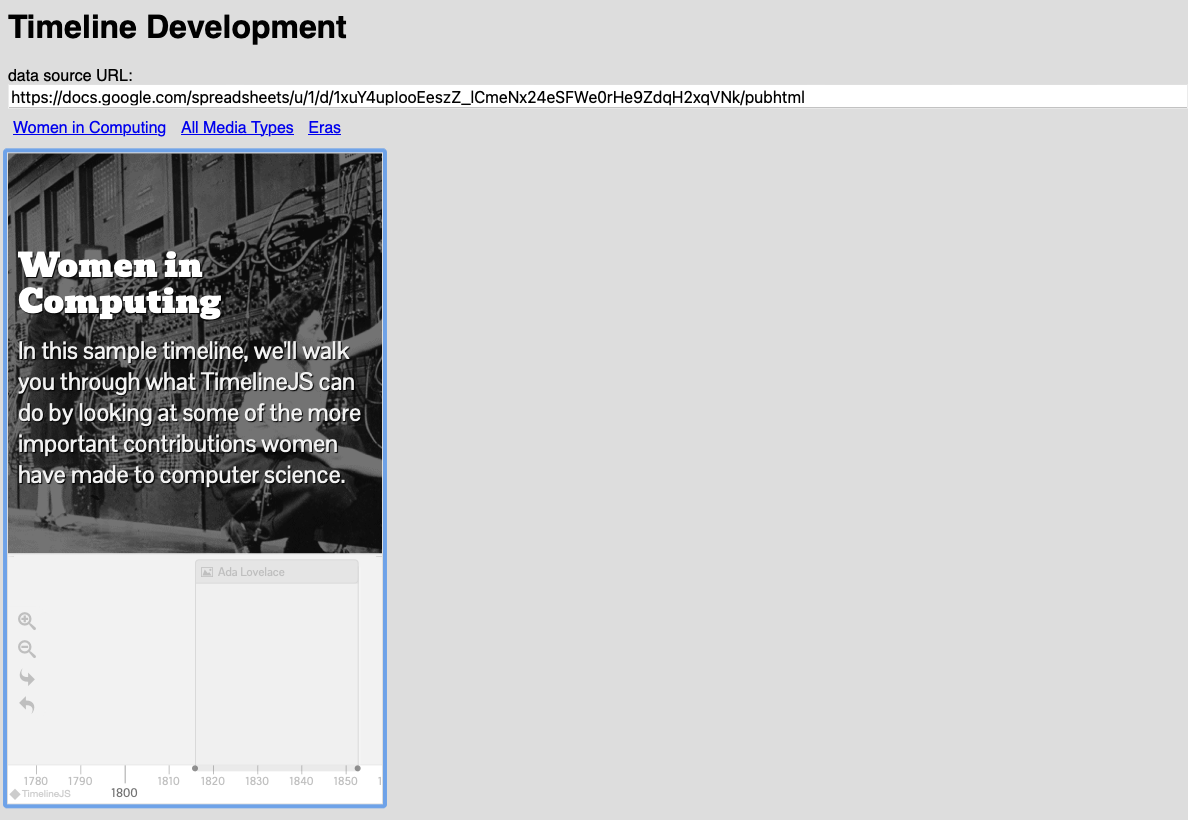 Timeline Development
data source URL:
https://docs.google.com/spreadsheets/u/1/d/1xuY4upIooEeszZ_lCmeNx24eSFWe0rHe9ZdqH2xqVNk/pubhtml
Women in Computing All Media Types Eras
Women in
Computing
In this sample timeline, we'll walk
you through what TimelineJS can
do by looking at some of the more
important contributions women
have made to computer science.
Ada Lovelace
1780 1790 1810 1820 1830 1840 1850
TimelineJS 1800